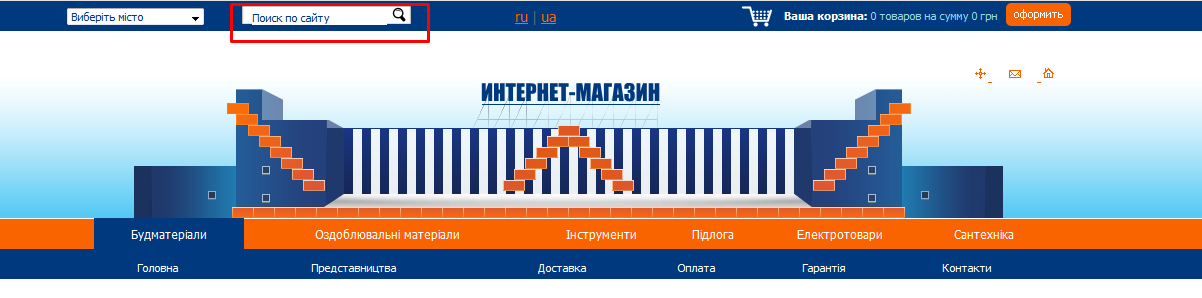 Виберіть місто Поиск по сайту ru | ua Ваша корзина: 0 товаров на сумму 0 грн оформить
ИНТЕРНЕТ-МАГАЗИН
Будматеріали Оздоблювальні матеріали Інструменти Підлога Електротовари Сантехніка
Головна Представництва Доставка Оплата Гарантія Контакти